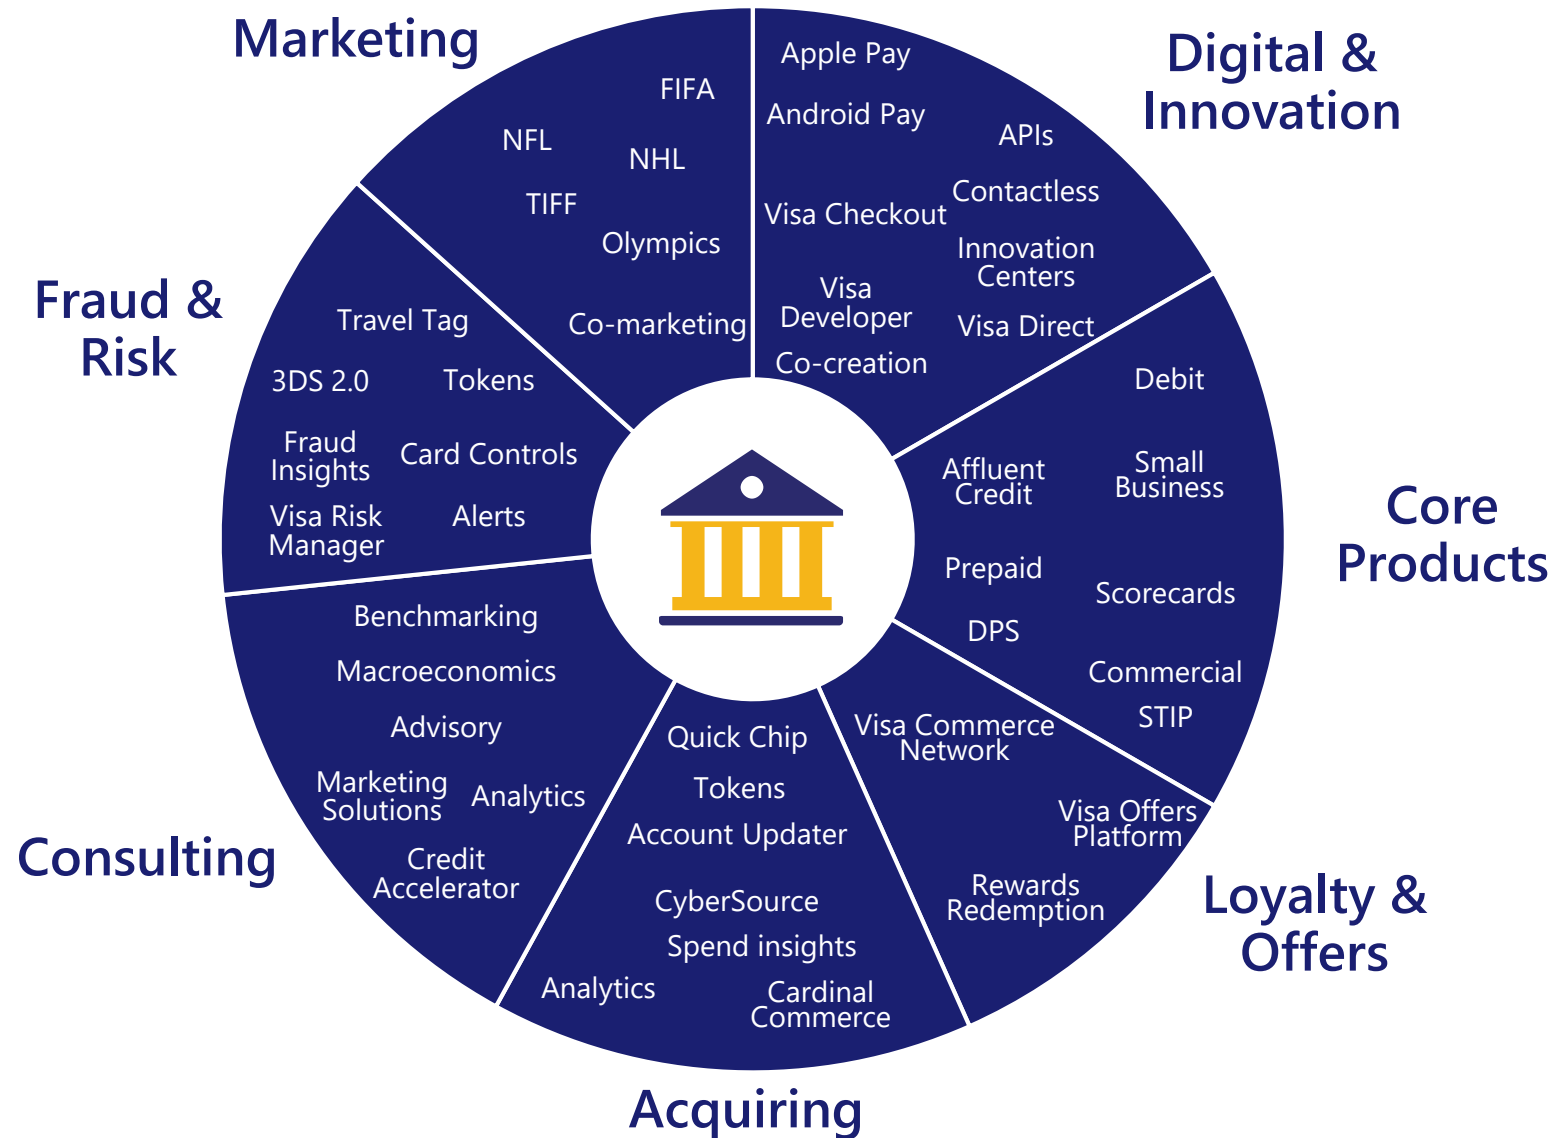 Marketing
FIFA
NFL
NHL
TIFF
Olympics
Co-marketing
Digital &
Innovation
Apple Pay
Android Pay
APIs
Contactless
Visa Checkout
Innovation
Centers
Visa
Developer
Visa Direct
Co-creation
Core
Products
Debit
Affluent
Credit
Small
Business
Prepaid
Scorecards
DPS
Commercial
STIP
Loyalty &
Offers
Visa Commerce
Network
Visa Offers
Platform
Rewards
Redemption
Acquiring
Quick Chip
Tokens
Account Updater
CyberSource
Spend insights
Analytics
Cardinal
Commerce
Consulting
Benchmarking
Macroeconomics
Advisory
Marketing
Solutions
Analytics
Credit
Accelerator
Fraud &
Risk
Travel Tag
3DS 2.0
Tokens
Fraud
Insights
Card Controls
Visa Risk
Manager
Alerts